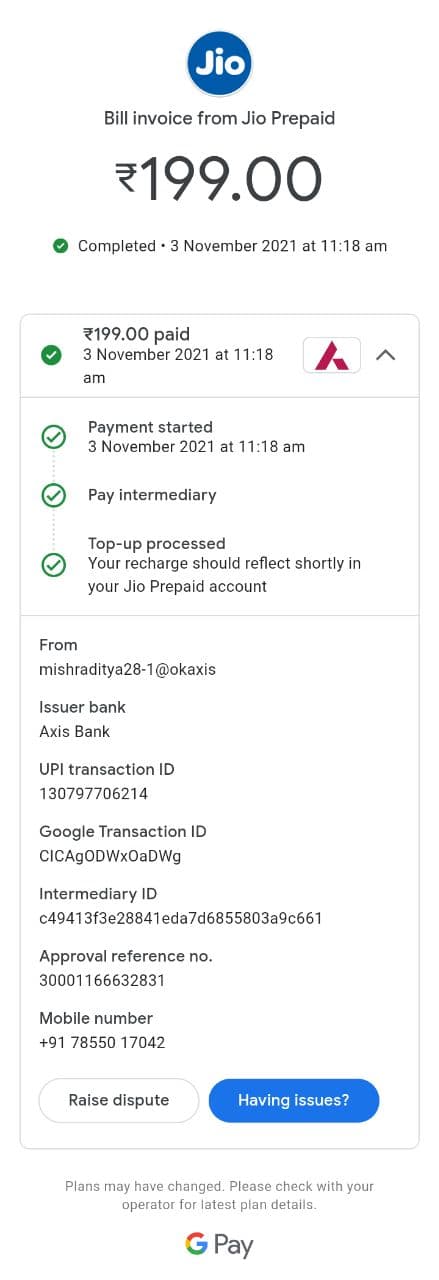 Jio
Bill invoice from Jio Prepaid
₹199.00
Completed • 3 November 2021 at 11:18 am
₹199.00 paid
3 November 2021 at 11:18
am
Payment started
3 November 2021 at 11:18 am
Pay intermediary
Top-up processed
Your recharge should reflect shortly in
your Jio Prepaid account
From
mishraditya28-1@okaxis
Issuer bank
Axis Bank
UPI transaction ID
130797706214
Google Transaction ID
CICAgODWxOaDWg
Intermediary ID
c49413f3e28841eda7d6855803a9c661
Approval reference no.
30001166632831
Mobile number
+91 78550 17042
Raise dispute
Having issues?
Plans may have changed. Please check with your
operator for latest plan details.
G Pay